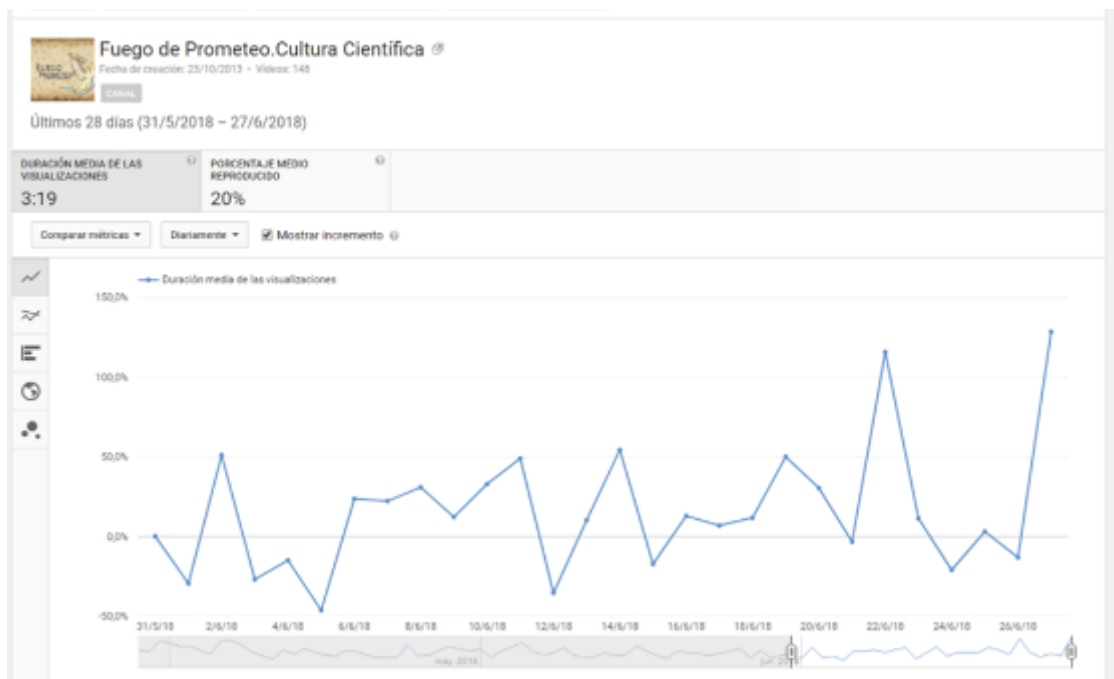 Fuego de Prometeo.Cultura Científica
Fecha de creación: 23/10/2013 • Vídeos: 148
CANAL
Últimos 28 días (31/5/2018 – 27/6/2018)
DURACIÓN MEDIA DE LAS VISUALIZACIONES
3:19
PORCENTAJE MEDIO REPRODUCIDO
20%
Comparar métricas
Diariamente
Mostrar incremento
Duración media de las visualizaciones
150,0%
100,0%
50,0%
0,0%
-50,0%
31/5/18 2/6/18 4/6/18 6/6/18 8/6/18 10/6/18 12/6/18 14/6/18 16/6/18 18/6/18 20/6/18 22/6/18 24/6/18 26/6/18
may. 2018
jun.